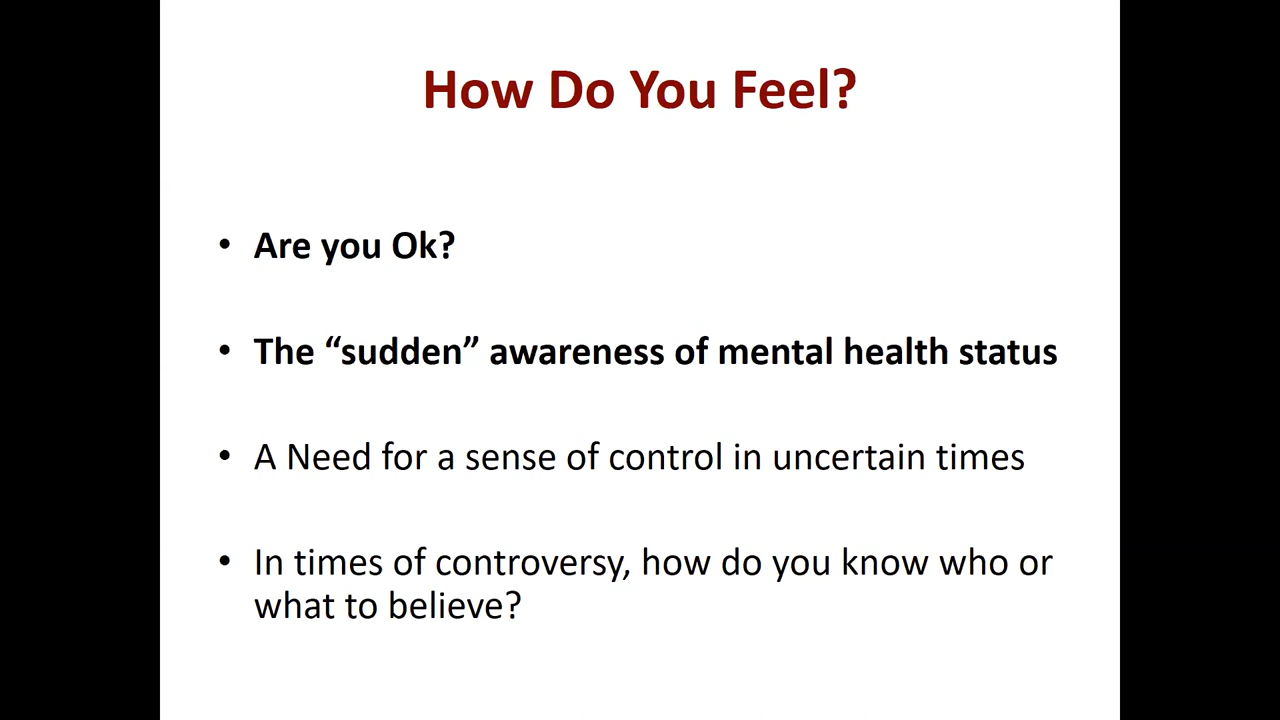 How Do You Feel?
• Are you Ok?
• The “sudden” awareness of mental health status
• A Need for a sense of control in uncertain times
• In times of controversy, how do you know who or
what to believe?